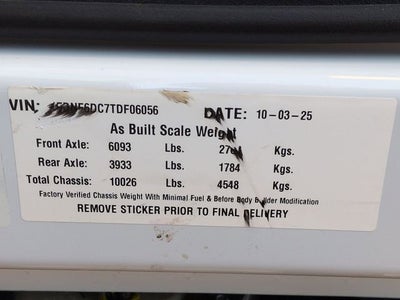 VIN: 1FDNF6DC7TDF06056 DATE: 10-03-25
As Built Scale Weight
Front Axle: 6093 Lbs. Kgs.
Rear Axle: 3933 Lbs. 1784 Kgs.
Total Chassis: 10026 Lbs. 4548 Kgs.
Factory Verified Chassis Weight With Minimal Fuel & Before Body Builder Modification
REMOVE STICKER PRIOR TO FINAL DELIVERY